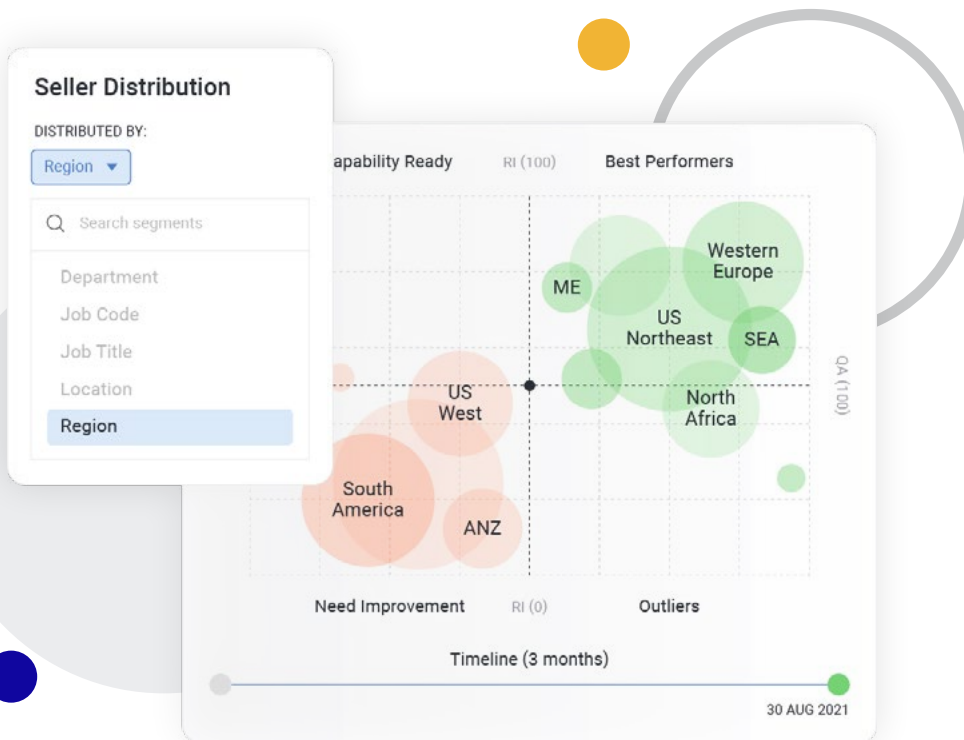 Seller Distribution
DISTRIBUTED BY:
Region
Search segments
Department
Job Code
Job Title
Location
Region
apability Ready
RI (100)
Best Performers
Western
Europe
ME
US
Northeast
SEA
QA (100)
US
West
North
Africa
South
America
ANZ
Need Improvement
RI (0)
Outliers
Timeline (3 months)
30 AUG 2021